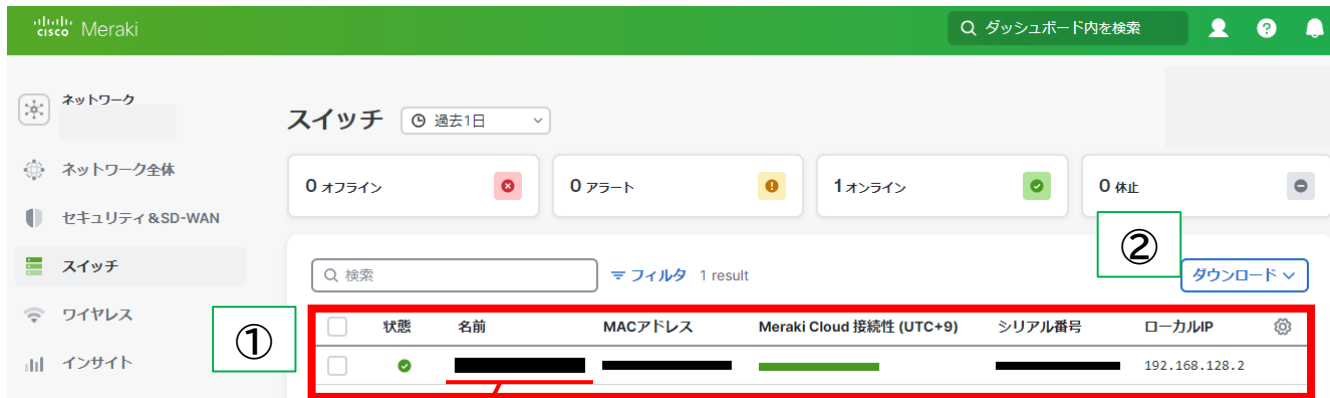 cisco Meraki
ダッシュボード内を検索
ネットワーク
スイッチ 過去1日
ネットワーク全体
セキュリティ&SD-WAN
スイッチ
ワイヤレス
インサイト
0 オフライン
0 アラート
1 オンライン
0 休止
②
検索 フィルタ 1 result ダウンロード
①
状態 名前 MACアドレス Meraki Cloud 接続性 (UTC+9) シリアル番号 ローカルIP
192.168.128.2